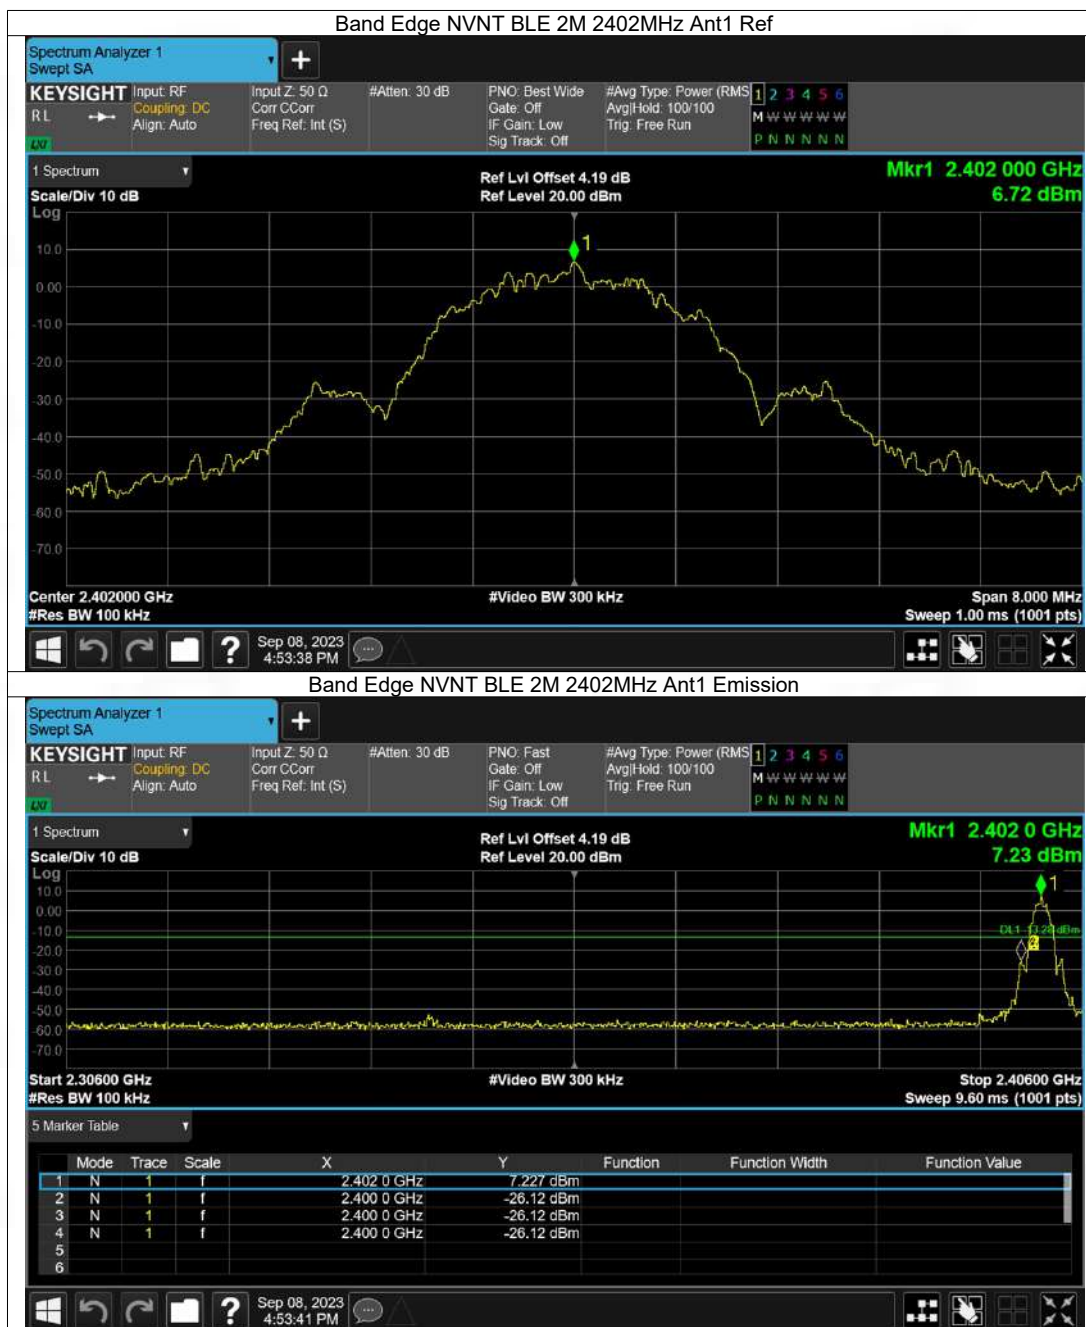 Band Edge NVNT BLE 2M 2402MHz Ant1 Ref
Spectrum Analyzer 1
Swept SA
+
KEYSIGHT Input: RF Input Z: 50 Ω #Atten: 30 dB PNO: Best Wide #Avg Type: Power (RMS 1 2 3 4 5 6
RL Coupling: DC Corr CCorr Gate: Off Avg|Hold: 100/100 M W W W W W
Align: Auto Freq Ref: Int (S) IF Gain: Low Trig: Free Run
LXI Sig Track: Off P N N N N N
1 Spectrum Ref Lvl Offset 4.19 dB Mkr1 2.402 000 GHz
Scale/Div 10 dB Ref Level 20.00 dBm 6.72 dBm
Log
1
10.0
0.00
-10.0
-20.0
-30.0
-40.0
-50.0
-60.0
-70.0
Center 2.402000 GHz #Video BW 300 kHz Span 8.000 MHz
#Res BW 100 kHz Sweep 1.00 ms (1001 pts)
? Sep 08, 2023
4:53:38 PM
Band Edge NVNT BLE 2M 2402MHz Ant1 Emission
Spectrum Analyzer 1
Swept SA
+
KEYSIGHT Input: RF Input Z: 50 Ω #Atten: 30 dB PNO: Fast #Avg Type: Power (RMS 1 2 3 4 5 6
RL Coupling: DC Corr CCorr Gate: Off Avg|Hold: 100/100 M W W W W W
Align: Auto Freq Ref: Int (S) IF Gain: Low Trig: Free Run
LXI Sig Track: Off P N N N N N
1 Spectrum Ref Lvl Offset 4.19 dB Mkr1 2.402 0 GHz
Scale/Div 10 dB Ref Level 20.00 dBm 7.23 dBm
Log
1
10.0
0.00
-10.0
DL1 -13.28 dBm
-20.0
-30.0
-40.0
-50.0
-60.0
-70.0
Start 2.30600 GHz #Video BW 300 kHz Stop 2.40600 GHz
#Res BW 100 kHz Sweep 9.60 ms (1001 pts)
5 Marker Table
Mode Trace Scale X Y Function Function Width Function Value
1 N 1 f 2.402 0 GHz 7.227 dBm
2 N 1 f 2.400 0 GHz -26.12 dBm
3 N 1 f 2.400 0 GHz -26.12 dBm
4 N 1 f 2.400 0 GHz -26.12 dBm
5
6
? Sep 08, 2023
4:53:41 PM